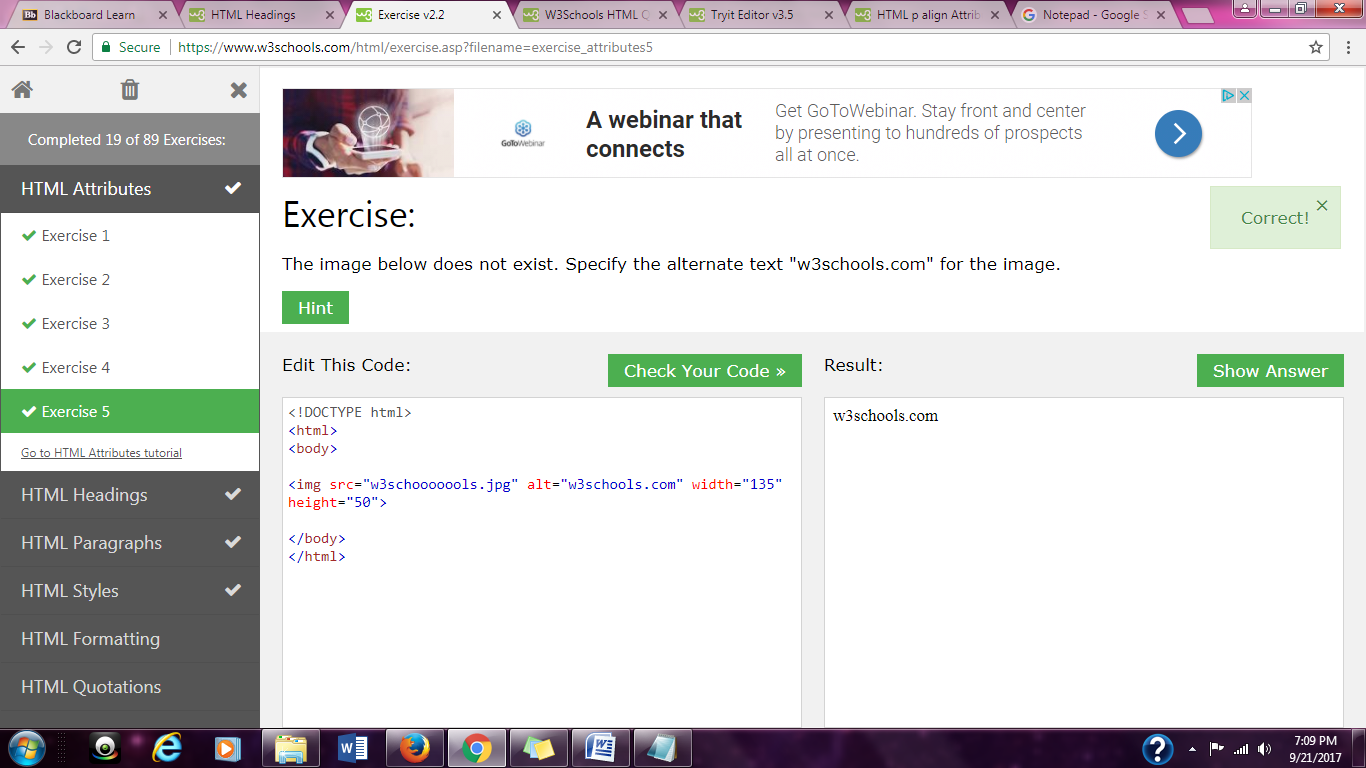 Bb Blackboard Learn
HTML Headings
Exercise v2.2
W3Schools HTML Q
Tryit Editor v3.5
HTML p align Attrib
Notepad - Google S
Secure
https://www.w3schools.com/html/exercise.asp?filename=exercise_attributes5
Completed 19 of 89 Exercises:
HTML Attributes
Exercise 1
Exercise 2
Exercise 3
Exercise 4
Exercise 5
Go to HTML Attributes tutorial
HTML Headings
HTML Paragraphs
HTML Styles
HTML Formatting
HTML Quotations
GoToWebinar
A webinar that
connects
Get GoToWebinar. Stay front and center
by presenting to hundreds of prospects
all at once.
Exercise:
Correct!
The image below does not exist. Specify the alternate text "w3schools.com" for the image.
Hint
Edit This Code:
Check Your Code »
<!DOCTYPE html>
<html>
<body>
<img src="w3schooooools.jpg" alt="w3schools.com" width="135"
height="50">
</body>
</html>
Result:
Show Answer
w3schools.com
7:09 PM
9/21/2017